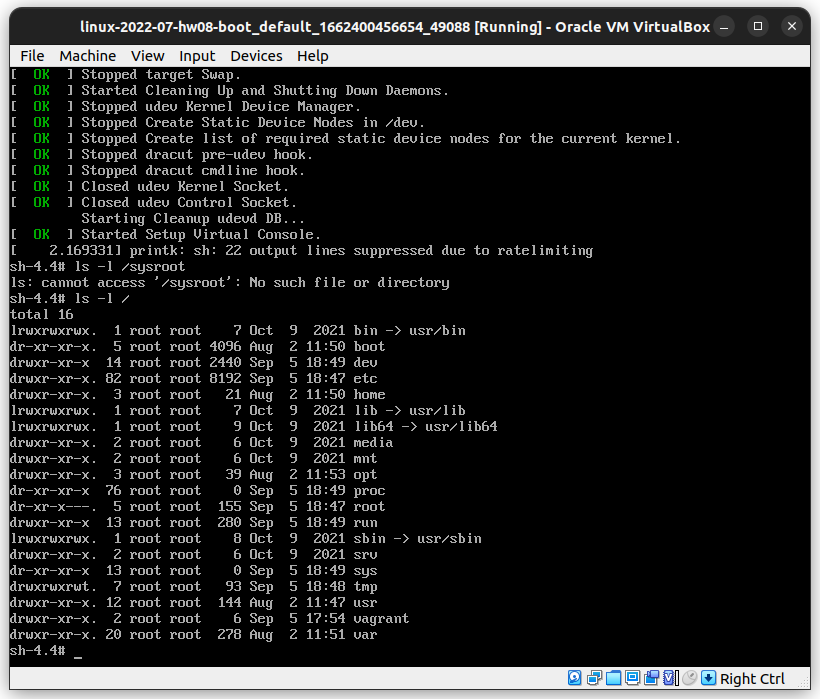 linux-2022-07-hw08-boot_default_1662400456654_49088 [Running] - Oracle VM VirtualBox
File Machine View Input Devices Help
[  OK  ] Stopped target Swap.
[  OK  ] Started Cleaning Up and Shutting Down Daemons.
[  OK  ] Stopped udev Kernel Device Manager.
[  OK  ] Stopped Create Static Device Nodes in /dev.
[  OK  ] Stopped Create list of required static device nodes for the current kernel.
[  OK  ] Stopped dracut pre-udev hook.
[  OK  ] Stopped dracut cmdline hook.
[  OK  ] Closed udev Kernel Socket.
[  OK  ] Closed udev Control Socket.
         Starting Cleanup udevd DB...
[  OK  ] Started Setup Virtual Console.
[    2.169331] printk: sh: 22 output lines suppressed due to ratelimiting
sh-4.4# ls -l /sysroot
ls: cannot access '/sysroot': No such file or directory
sh-4.4# ls -l /
total 16
lrwxrwxrwx.  1 root root    7 Oct  9  2021 bin -> usr/bin
dr-xr-xr-x.  5 root root 4096 Aug  2 11:50 boot
drwxr-xr-x  14 root root 2440 Sep  5 18:49 dev
drwxr-xr-x. 82 root root 8192 Sep  5 18:47 etc
drwxr-xr-x.  3 root root   21 Aug  2 11:50 home
lrwxrwxrwx.  1 root root    7 Oct  9  2021 lib -> usr/lib
lrwxrwxrwx.  1 root root    9 Oct  9  2021 lib64 -> usr/lib64
drwxr-xr-x.  2 root root    6 Oct  9  2021 media
drwxr-xr-x.  2 root root    6 Oct  9  2021 mnt
drwxr-xr-x.  3 root root   39 Aug  2 11:53 opt
dr-xr-xr-x  76 root root    0 Sep  5 18:49 proc
dr-xr-x---.  5 root root  155 Sep  5 18:47 root
drwxr-xr-x  13 root root  280 Sep  5 18:49 run
lrwxrwxrwx.  1 root root    8 Oct  9  2021 sbin -> usr/sbin
drwxr-xr-x.  2 root root    6 Oct  9  2021 srv
dr-xr-xr-x  13 root root    0 Sep  5 18:49 sys
drwxrwxrwt.  7 root root   93 Sep  5 18:48 tmp
drwxr-xr-x. 12 root root  144 Aug  2 11:47 usr
drwxr-xr-x.  2 root root    6 Sep  5 17:54 vagrant
drwxr-xr-x. 20 root root  278 Aug  2 11:51 var
sh-4.4# _
Right Ctrl